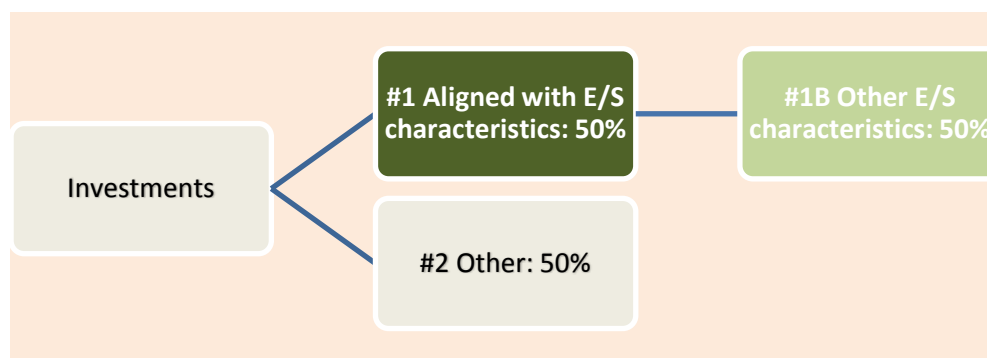 #1 Aligned with E/S
characteristics: 50%
#1B Other E/S
characteristics: 50%
Investments
#2 Other: 50%